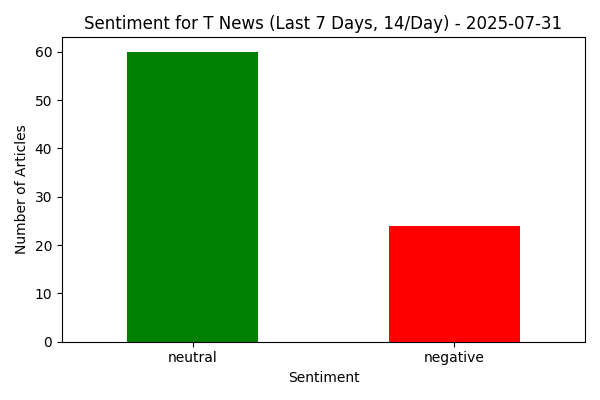 Sentiment for T News (Last 7 Days, 14/Day) - 2025-07-31
60
50
40
30
20
10
0
Number of Articles
neutral
negative
Sentiment